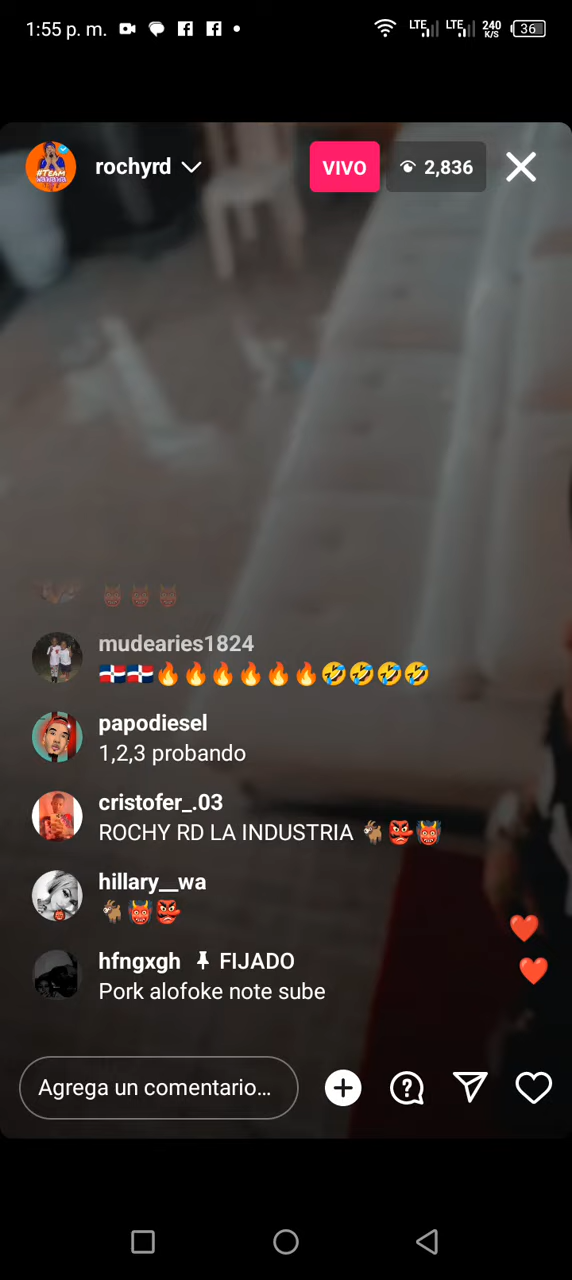 1:55 p. m.
LTE LTE 240 K/S 36
#TEAM
rochyrd
VIVO
2,836
mudearies1824
🇩🇴🇩🇴🔥🔥🔥🔥🔥🔥🤣🤣🤣🤣
papodiesel
1,2,3 probando
cristofer_.03
ROCHY RD LA INDUSTRIA 🐐👺👹
hillary__wa
🐐👹👺
hfngxgh FIJADO
Pork alofoke note sube
Agrega un comentario...